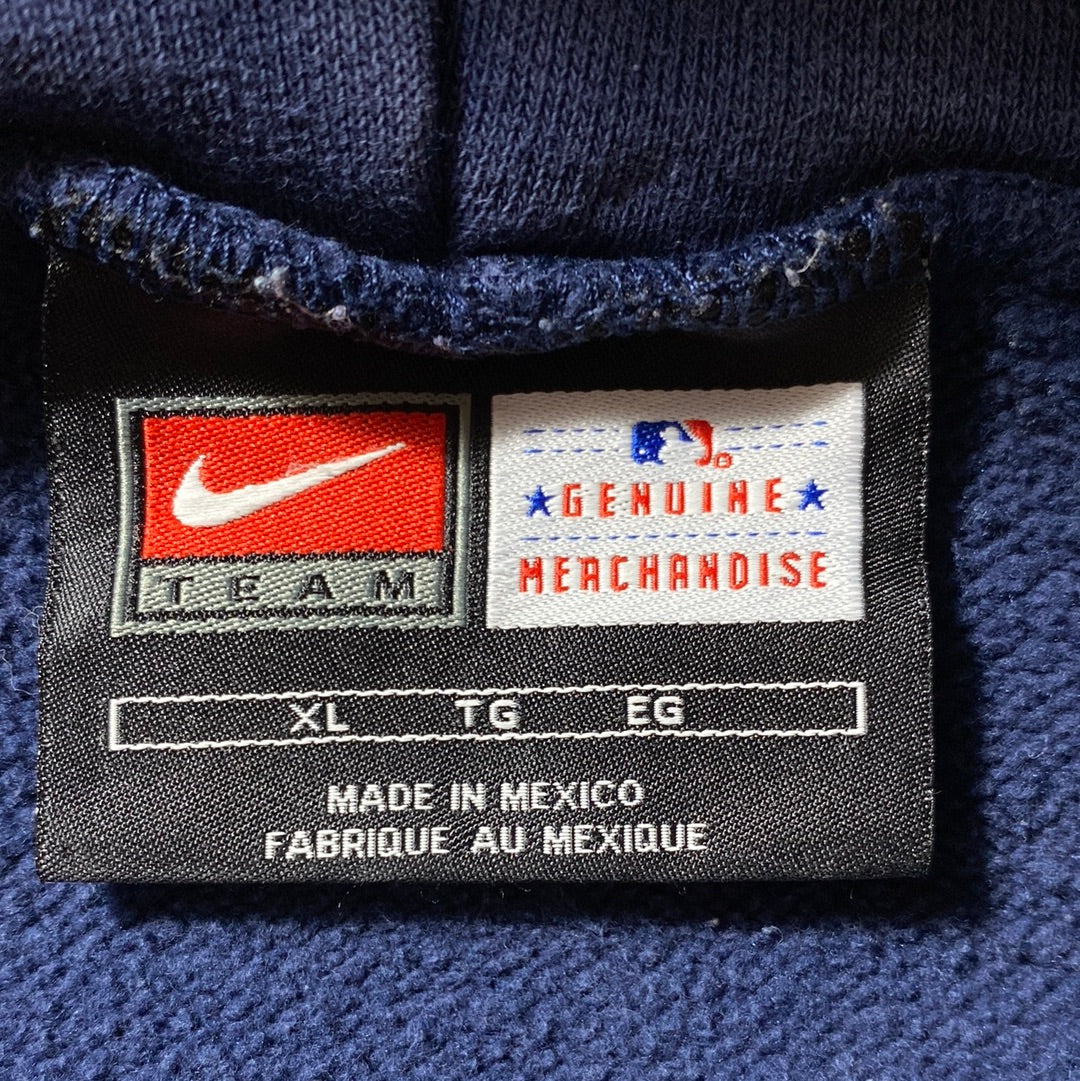 TEAM
GENUINE
MERCHANDISE
XL TG EG
MADE IN MEXICO
FABRIQUE AU MEXIQUE